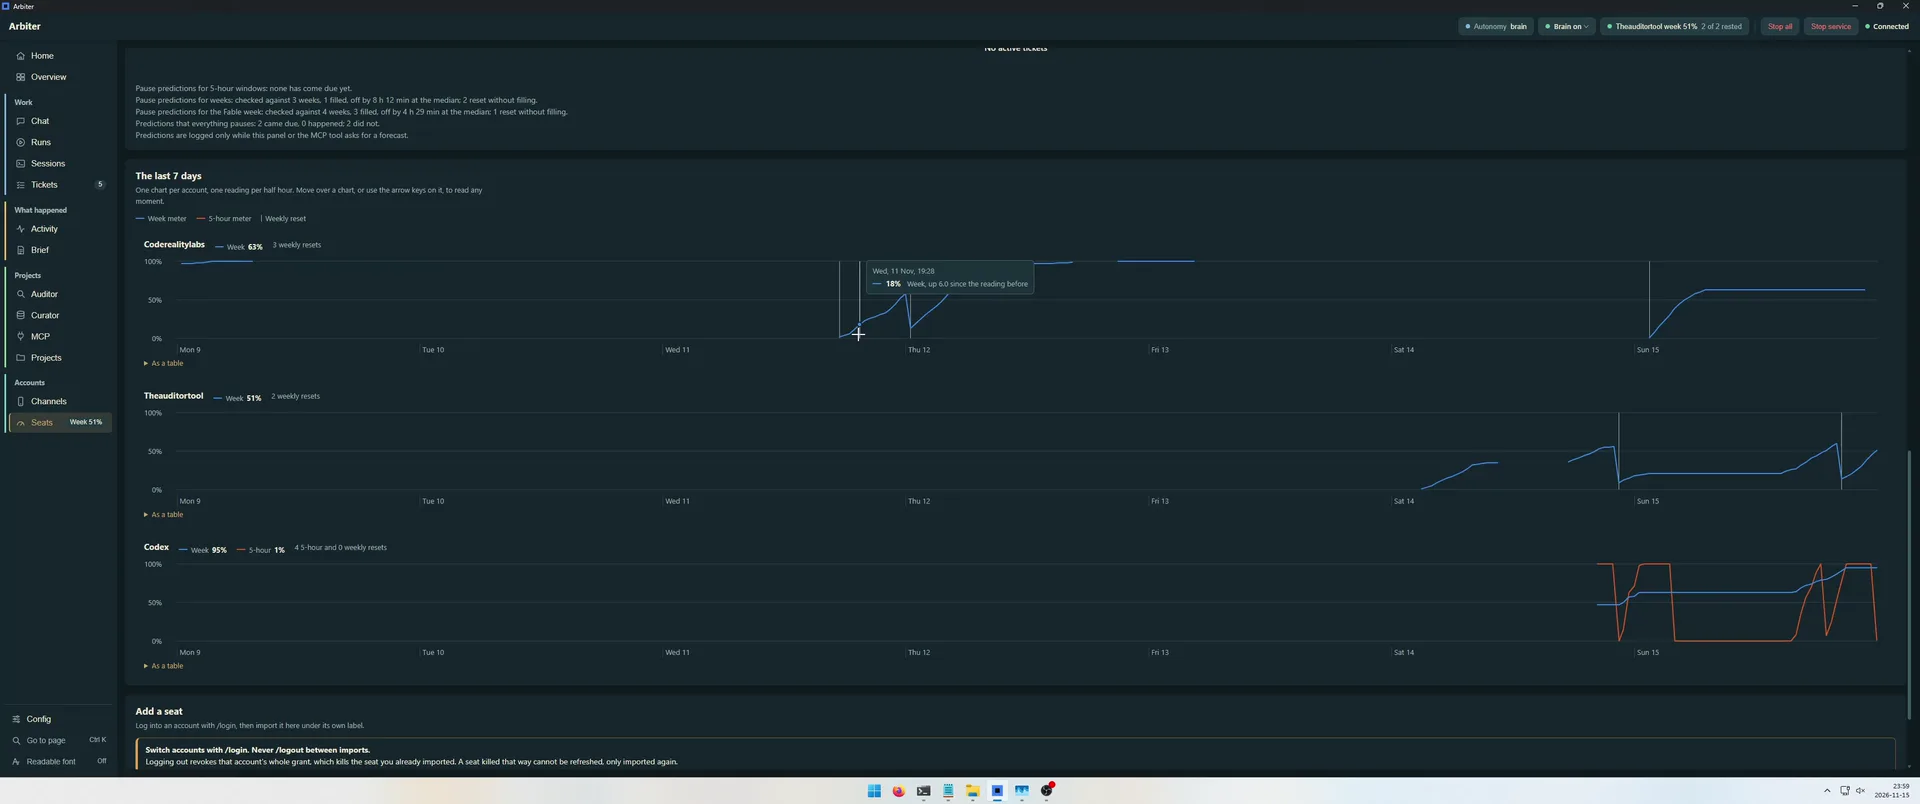 Arbiter
Arbiter
Autonomy brain
Brain on
Theauditortool week 51% 2 of 2 rested
Stop all
Stop service
Connected
Home
Overview
Work
Chat
Runs
Sessions
Tickets 5
What happened
Activity
Brief
Projects
Auditor
Curator
MCP
Projects
Accounts
Channels
Seats Week 51%
Config
Go to page Ctrl K
Readable font Off
No active tickets
Pause predictions for 5-hour windows: none has come due yet.
Pause predictions for weeks: checked against 3 weeks, 1 filled, off by 8 h 12 min at the median; 2 reset without filling.
Pause predictions for the Fable week: checked against 4 weeks, 3 filled, off by 4 h 29 min at the median; 1 reset without filling.
Predictions that everything pauses: 2 came due, 0 happened; 2 did not.
Predictions are logged only while this panel or the MCP tool asks for a forecast.
The last 7 days
One chart per account, one reading per half hour. Move over a chart, or use the arrow keys on it, to read any
moment.
Week meter 5-hour meter Weekly reset
Coderealitylabs Week 63% 3 weekly resets
100%
50%
0%
Wed, 11 Nov, 19:28
18% Week, up 6.0 since the reading before
Mon 9 Tue 10 Wed 11 Thu 12 Fri 13 Sat 14 Sun 15
As a table
Theauditortool Week 51% 2 weekly resets
100%
50%
0%
Mon 9 Tue 10 Wed 11 Thu 12 Fri 13 Sat 14 Sun 15
As a table
Codex Week 95% 5-hour 1% 4 5-hour and 0 weekly resets
100%
50%
0%
Mon 9 Tue 10 Wed 11 Thu 12 Fri 13 Sat 14 Sun 15
As a table
Add a seat
Log into an account with /login, then import it here under its own label.
Switch accounts with /login. Never /logout between imports.
Logging out revokes that account's whole grant, which kills the seat you already imported. A seat killed that way cannot be refreshed, only imported again.
23:59
2026-11-15